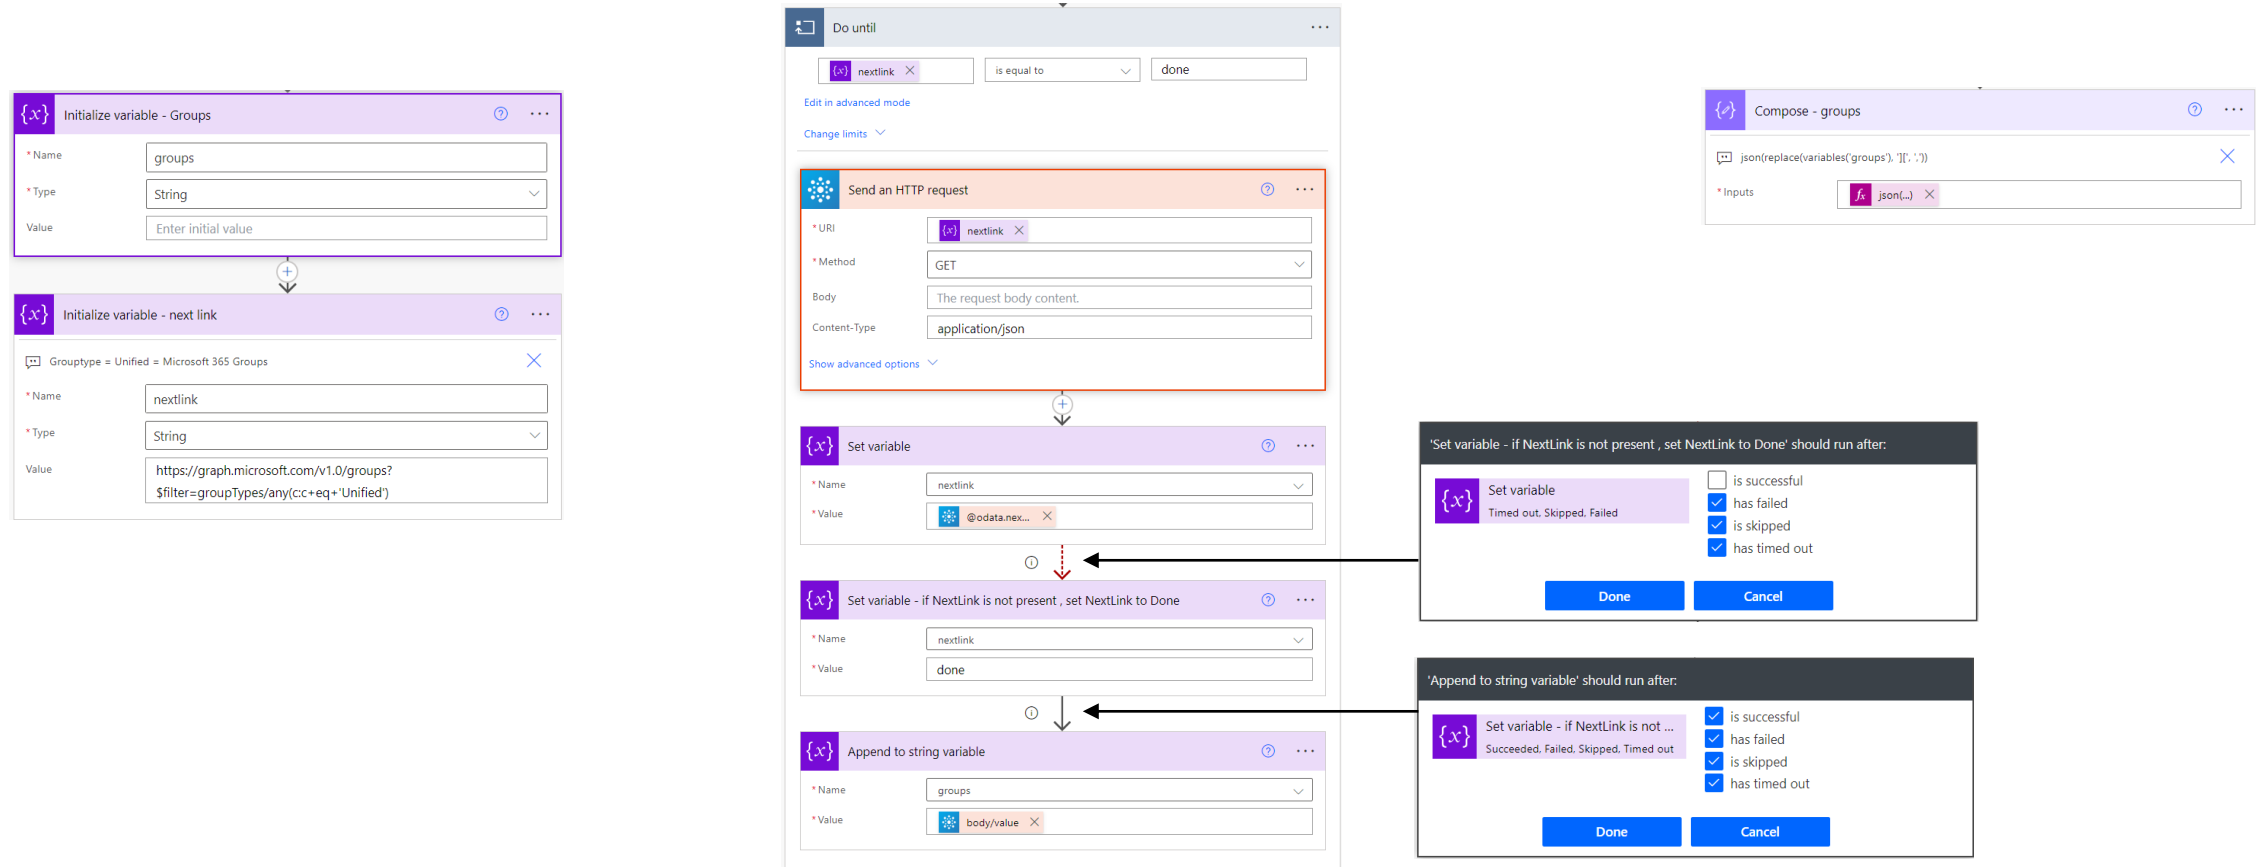 Initialize variable - Groups
* Name
groups
* Type
String
Value
Enter initial value
Initialize variable - next link
Grouptype = Unified = Microsoft 365 Groups
* Name
nextlink
* Type
String
Value
https://graph.microsoft.com/v1.0/groups?
$filter=groupTypes/any(c:c+eq+'Unified')
Do until
{x} nextlink
is equal to
done
Edit in advanced mode
Change limits
Send an HTTP request
* URI
{x} nextlink
* Method
GET
Body
The request body content.
Content-Type
application/json
Show advanced options
{x} Set variable
* Name
nextlink
* Value
@odata.nex...
{x} Set variable - if NextLink is not present , set NextLink to Done
* Name
nextlink
* Value
done
{x} Append to string variable
* Name
groups
* Value
body/value
Compose - groups
json(replace(variables('groups'), '][', ','))
* Inputs
fx json(...)
'Set variable - if NextLink is not present , set NextLink to Done' should run after:
{x} Set variable
Timed out, Skipped, Failed
is successful
has failed
is skipped
has timed out
Done
Cancel
'Append to string variable' should run after:
{x} Set variable - if NextLink is not ...
Succeeded, Failed, Skipped, Timed out
is successful
has failed
is skipped
has timed out
Done
Cancel